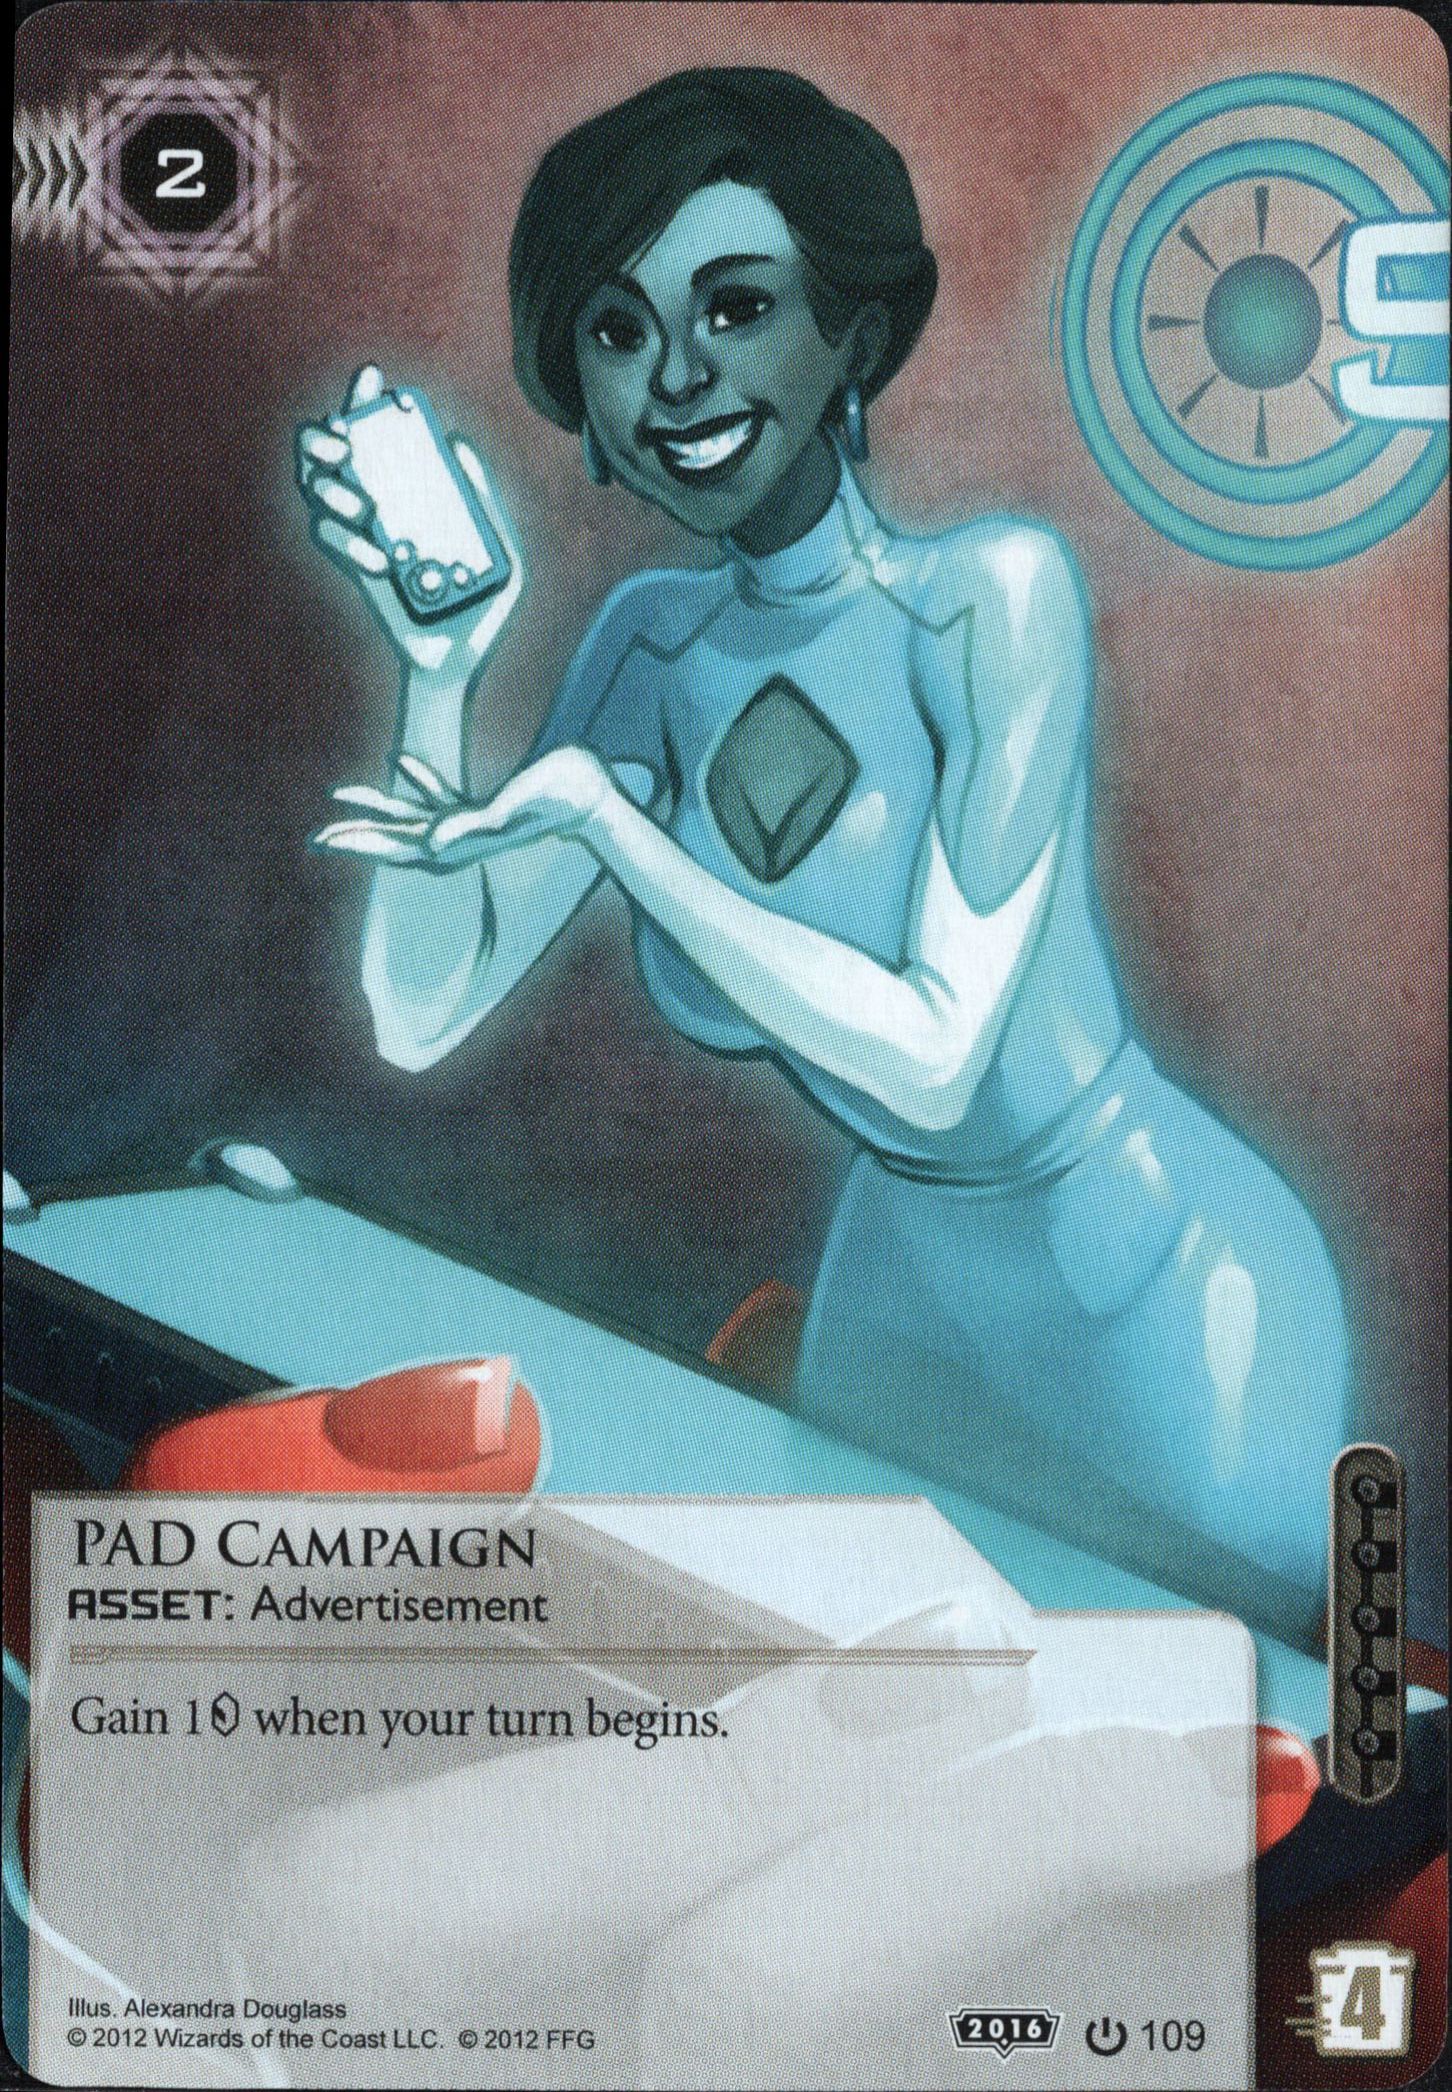 2
PAD CAMPAIGN
ASSET: Advertisement
Gain 1 when your turn begins.
Illus. Alexandra Douglass
© 2012 Wizards of the Coast LLC. © 2012 FFG
2016 109
4